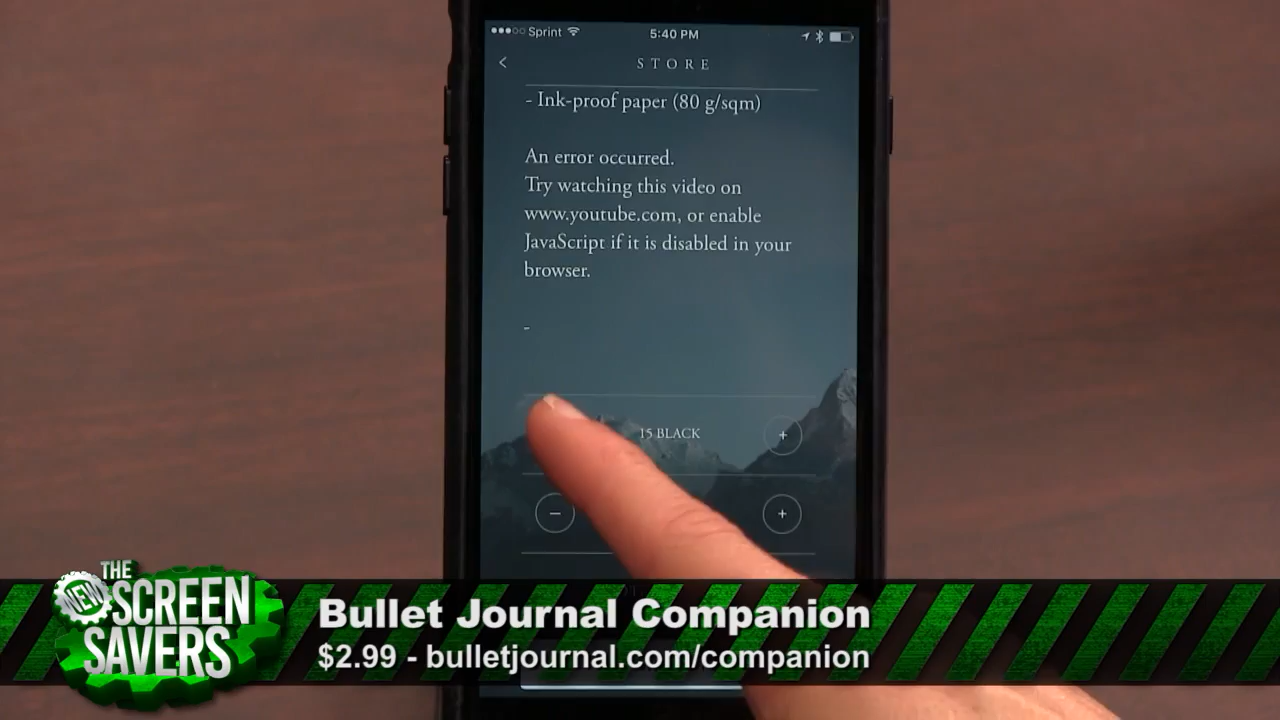 Sprint 5:40 PM
STORE
- Ink-proof paper (80 g/sqm)
An error occurred.
Try watching this video on
www.youtube.com, or enable
JavaScript if it is disabled in your
browser.
-
15 BLACK
THE
NEW
SCREEN
SAVERS
Bullet Journal Companion
$2.99 - bulletjournal.com/companion